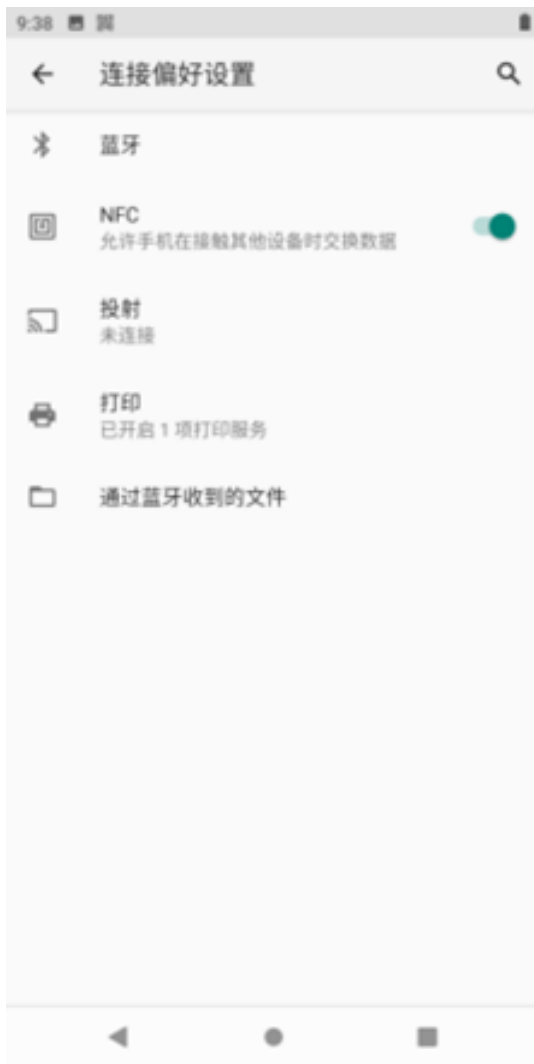 9:38
连接偏好设置
蓝牙
NFC
允许手机在接触其他设备时交换数据
投射
未连接
打印
已开启 1 项打印服务
通过蓝牙收到的文件